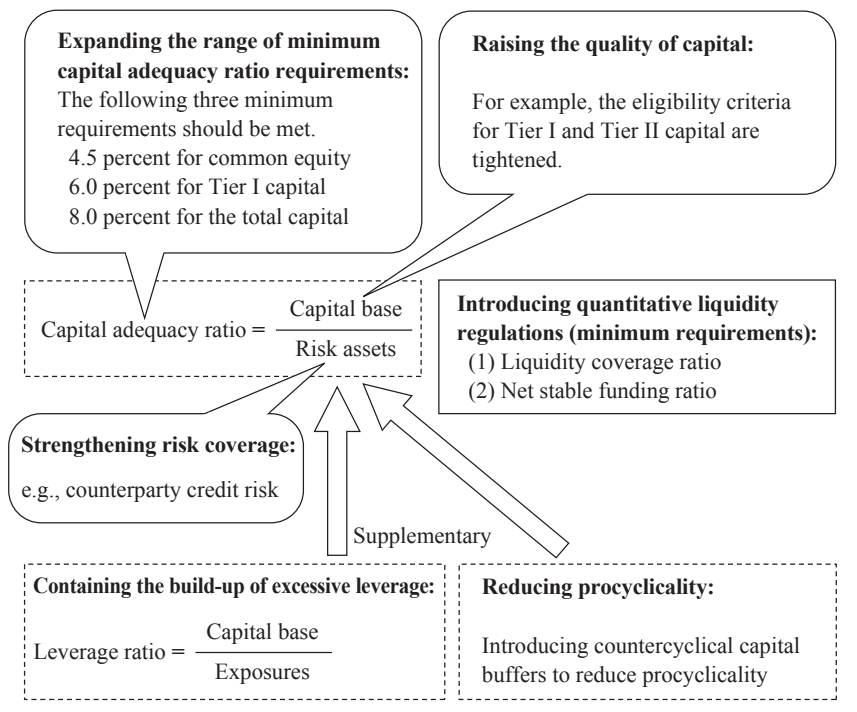 Expanding the range of minimum
capital adequacy ratio requirements:
The following three minimum
requirements should be met.
4.5 percent for common equity
6.0 percent for Tier I capital
8.0 percent for the total capital
Raising the quality of capital:
For example, the eligibility criteria
for Tier I and Tier II capital are
tightened.
Capital adequacy ratio =
Capital base
Risk assets
Introducing quantitative liquidity
regulations (minimum requirements):
(1) Liquidity coverage ratio
(2) Net stable funding ratio
Strengthening risk coverage:
e.g., counterparty credit risk
Supplementary
Containing the build-up of excessive leverage:
Leverage ratio =
Capital base
Exposures
Reducing procyclicality:
Introducing countercyclical capital
buffers to reduce procyclicality